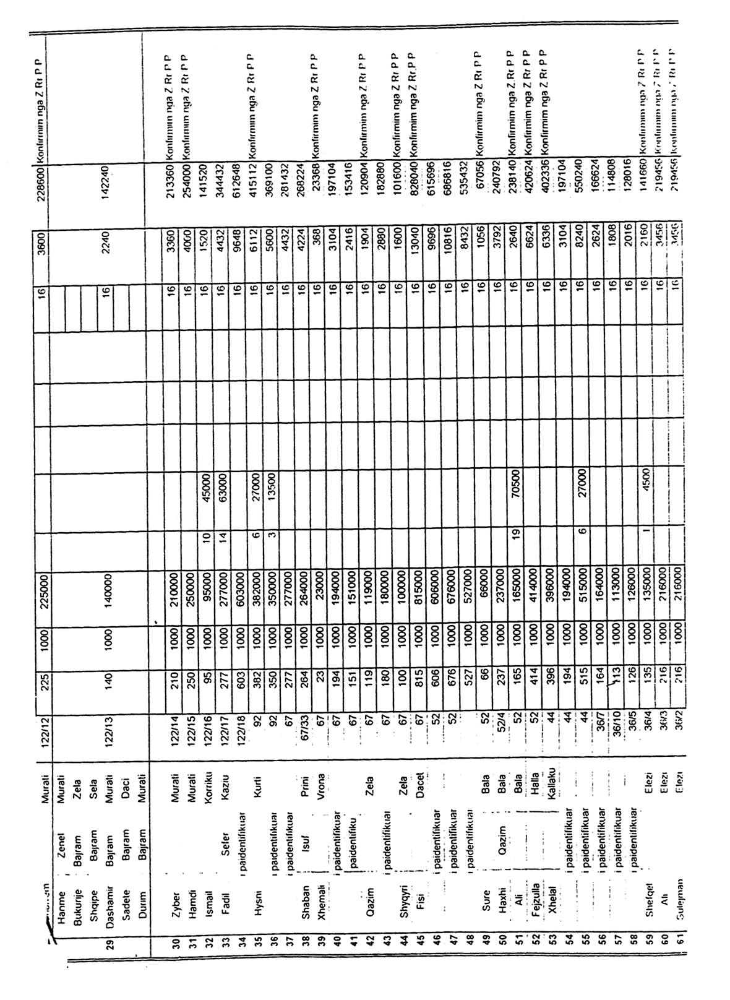 Murati 122/12 225 1000 225000 16 3600 228600 Konfirmim nga Z Rr P P
Hanme Zenel Murati
Bukurije Bajram Zela
Shqipe Bajram Sela
29 Dashamir Bajram Murati 122/13 140 1000 140000 16 2240 142240
Sadete Bajram Daci
Durim Bajram Murati
30 Zyber Murati 122/14 210 1000 210000 16 3360 213360 Konfirmim nga Z Rr P P
31 Hamdi Murati 122/15 250 1000 250000 16 4000 254000 Konfirmim nga Z Rr P P
32 Ismail Korriku 122/16 95 1000 95000 10 45000 16 1520 141520
33 Fadil Sefer Kaziu 122/17 277 1000 277000 14 63000 16 4432 344432
34 i paidentifikuar 122/18 603 1000 603000 16 9648 612648
35 Hysni Kurti 92 382 1000 382000 6 27000 16 6112 415112 Konfirmim nga Z Rr P P
36 i paidentifikuar 92 350 1000 350000 3 13500 16 5600 369100
37 i paidentifikuar 67 277 1000 277000 16 4432 281432
38 Shaban Isuf Prini 67/33 264 1000 264000 16 4224 268224
39 Xhemali Vrona 67 23 1000 23000 16 368 23368 Konfirmim nga Z Rr P P
40 i paidentifikuar 67 194 1000 194000 16 3104 197104
41 i paidentifiku 67 151 1000 151000 16 2416 153416
42 Qazim Zela 67 119 1000 119000 16 1904 120904 Konfirmim nga Z Rr P P
43 i paidentifikuar 67 180 1000 180000 16 2880 182880
44 Shyqyri Zela 67 100 1000 100000 16 1600 101600 Konfirmim nga Z Rr P P
45 Fisi Dacet 67 815 1000 815000 16 13040 828040 Konfirmim nga Z Rr P P
46 i paidentifikuar 52 606 1000 606000 16 9696 615696
47 i paidentifikuar 52 676 1000 676000 16 10816 686816
48 i paidentifikuar 527 1000 527000 16 8432 535432
49 Sure Bala 52 66 1000 66000 16 1056 67056 Konfirmim nga Z Rr P P
50 Haxhi Qazim Bala 52/4 237 1000 237000 16 3792 240792
51 Ali Bala 52 165 1000 165000 19 70500 16 2640 238140 Konfirmim nga Z Rr P P
52 Fejzulla Halla 52 414 1000 414000 16 6624 420624 Konfirmim nga Z Rr P P
53 Xhelal Kallaku 44 396 1000 396000 16 6336 402336 Konfirmim nga Z Rr P P
54 i paidentifikuar 44 194 1000 194000 16 3104 197104
55 i paidentifikuar 44 515 1000 515000 6 27000 16 8240 550240
56 i paidentifikuar 36/7 164 1000 164000 16 2624 166624
57 i paidentifikuar 36/10 113 1000 113000 16 1808 114808
58 i paidentifikuar 36/5 126 1000 126000 16 2016 128016
59 Shefqet Elezi 36/4 135 1000 135000 1 4500 16 2160 141660 Konfirmim nga Z Rr P P
60 Ali Elezi 36/3 216 1000 216000 16 3456 219456 Konfirmim nga Z Rr P P
61 Sulejman Elezi 36/2 216 1000 216000 16 3456 219456 Konfirmim nga Z Rr P P